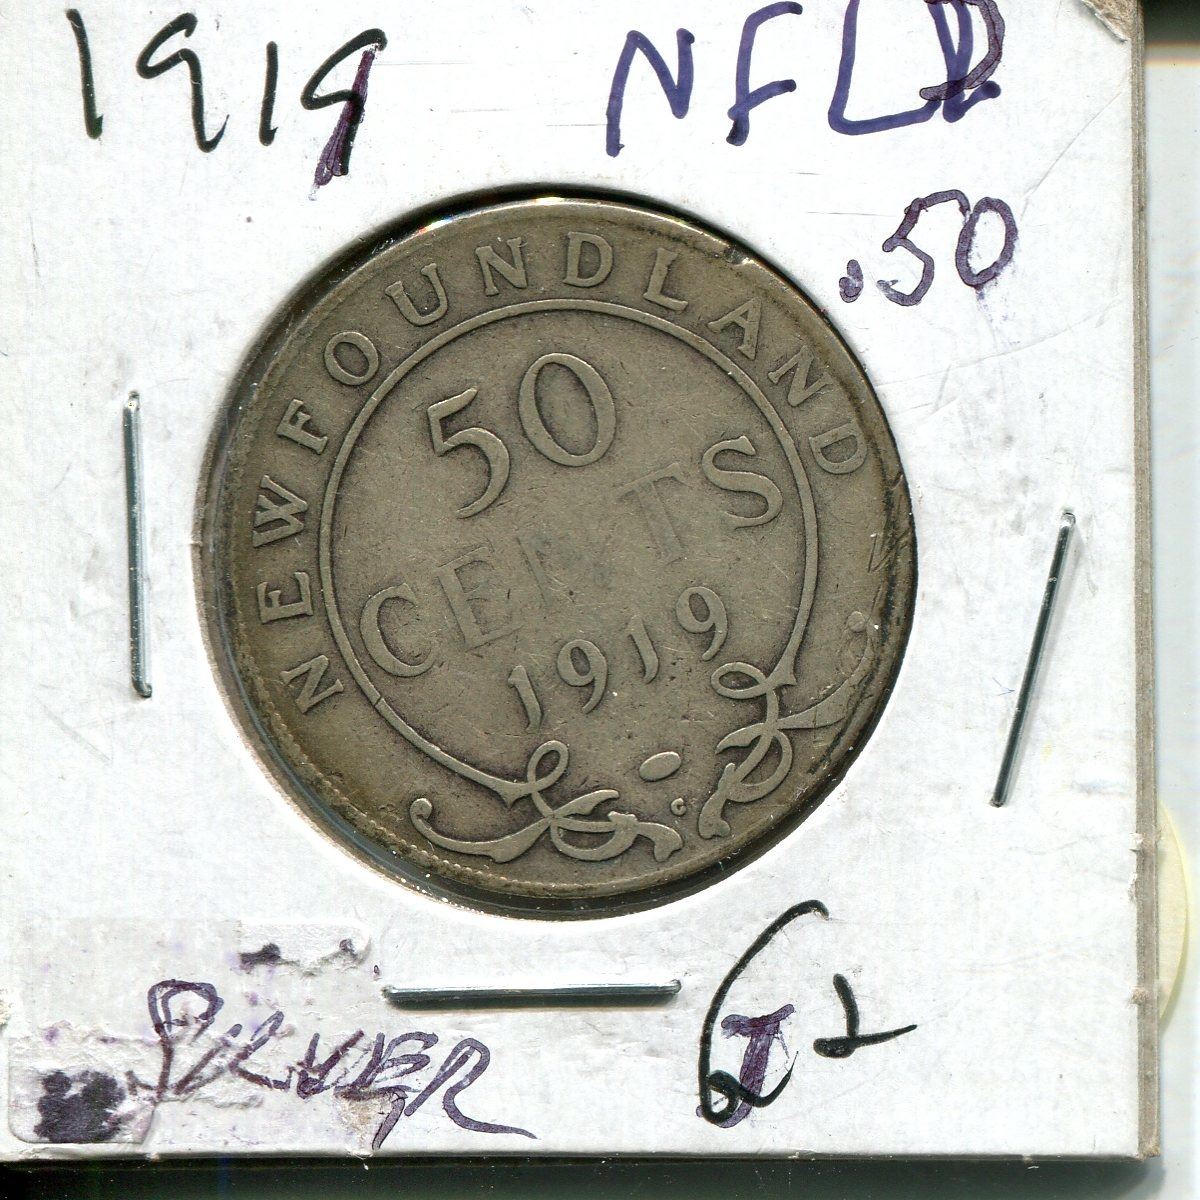 1919 NFLD
.50
NEWFOUNDLAND
50
CENTS
1919
C
SILVER